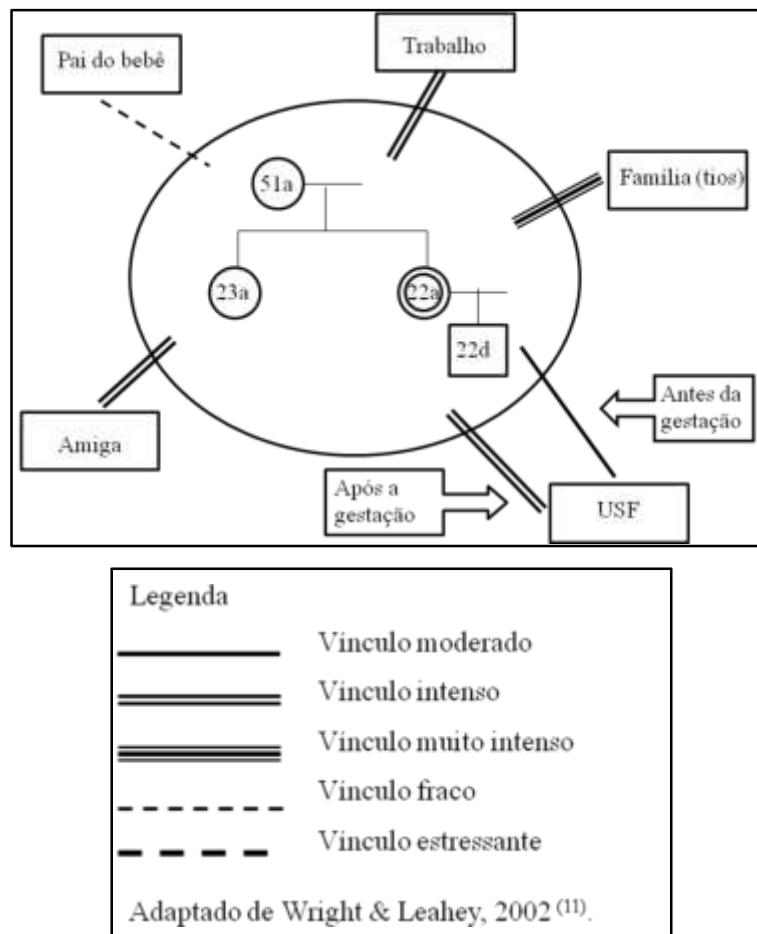 Pai do bebê
Trabalho
Família (tios)
51a
23a
22a
22d
Antes da
gestação
Amiga
Após a
gestação
USF
Legenda
Vínculo moderado
Vínculo intenso
Vínculo muito intenso
Vínculo fraco
Vínculo estressante
Adaptado de Wright & Leahey, 2002 (11).